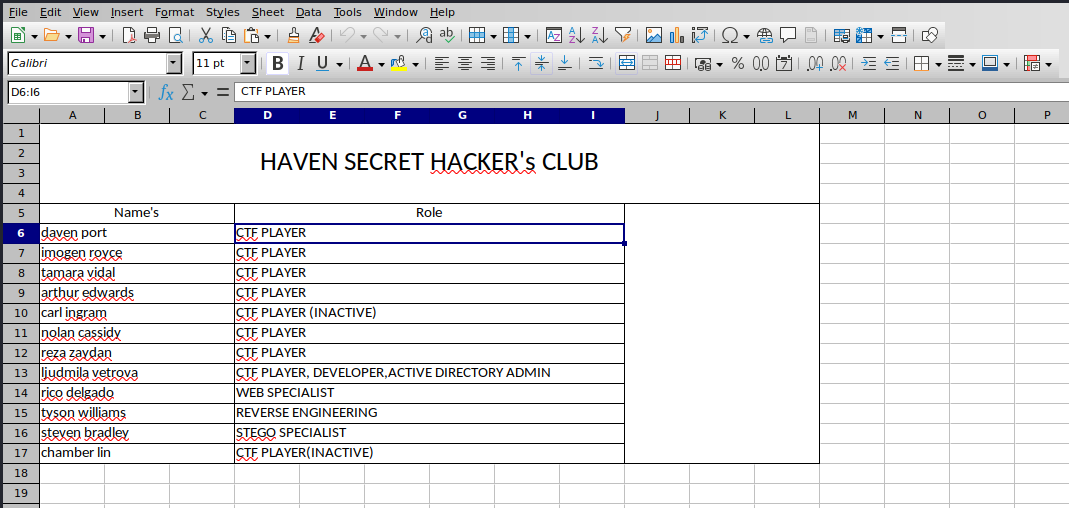 File Edit View Insert Format Styles Sheet Data Tools Window Help
Calibri 11 pt B I U A
D6:I6 fx Σ = CTF PLAYER
A B C D E F G H I J K L M N O P
1
2 HAVEN SECRET HACKER's CLUB
3
4
5 Name's Role
6 daven port CTF PLAYER
7 imogen royce CTF PLAYER
8 tamara vidal CTF PLAYER
9 arthur edwards CTF PLAYER
10 carl ingram CTF PLAYER (INACTIVE)
11 nolan cassidy CTF PLAYER
12 reza zaydan CTF PLAYER
13 ljudmila vetrova CTF PLAYER, DEVELOPER,ACTIVE DIRECTORY ADMIN
14 rico delgado WEB SPECIALIST
15 tyson williams REVERSE ENGINEERING
16 steven bradley STEGO SPECIALIST
17 chamber lin CTF PLAYER(INACTIVE)
18
19